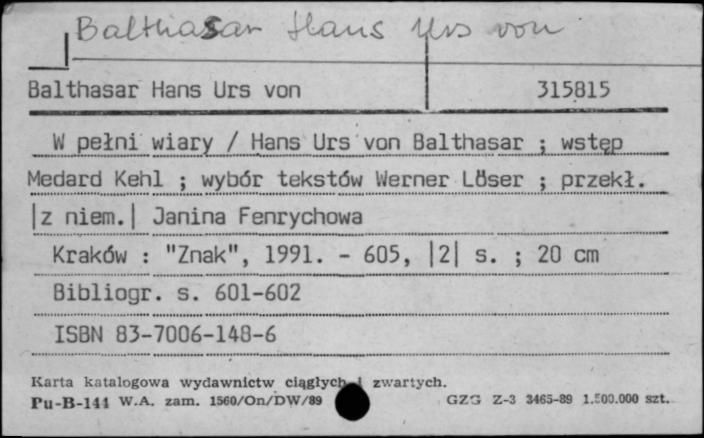 Balthasar Hans Urs von
Balthasar Hans Urs von 315815
W pełni wiary / Hans Urs von Balthasar ; wstęp
Medard Kehl ; wybór tekstów Werner Löser ; przekł.
|z niem.| Janina Fenrychowa
Kraków : "Znak", 1991. - 605, |2| s. ; 20 cm
Bibliogr. s. 601-602
ISBN 83-7006-148-6
Karta katalogowa wydawnictw ciągłych i zwartych.
Pu-B-144 W.A. zam. 1560/On/DW/89 GZG Z-3 3465-89 1.500.000 szt.